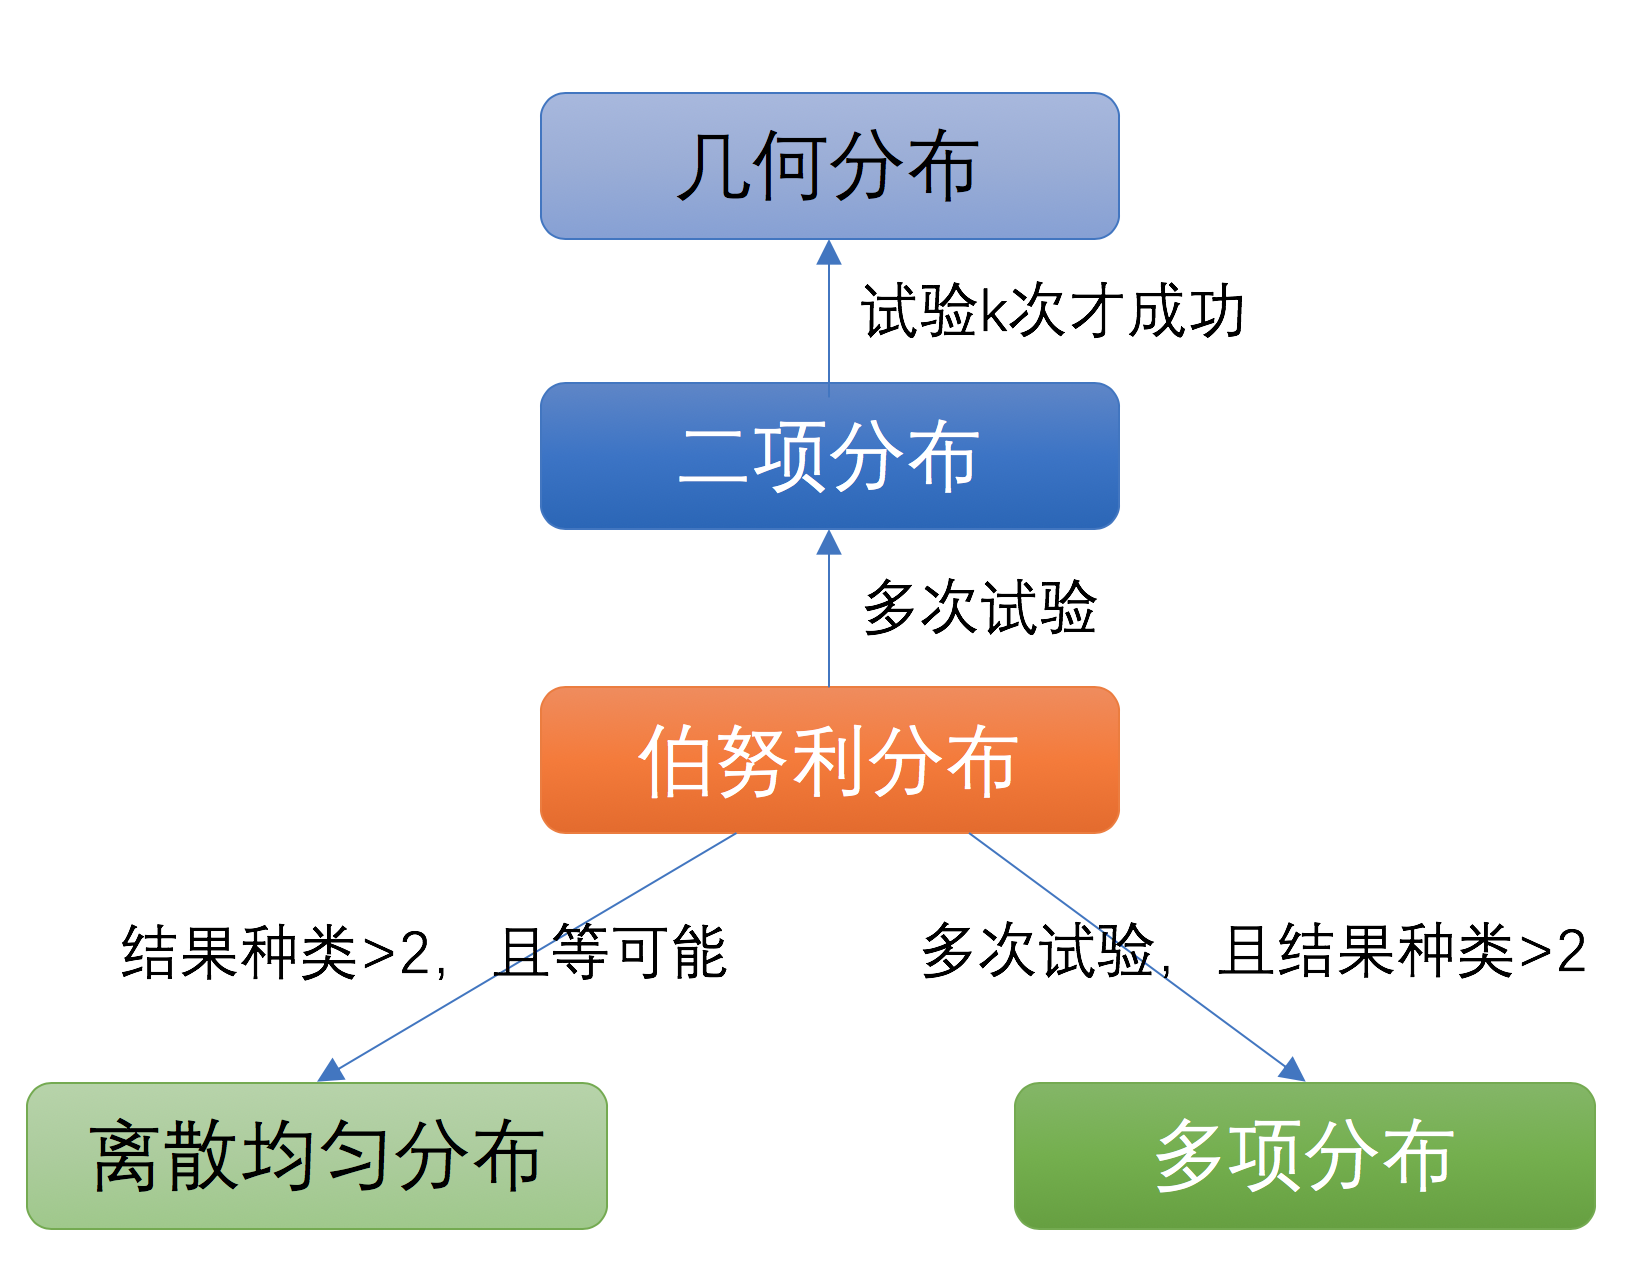 几何分布
试验k次才成功
二项分布
多次试验
伯努利分布
结果种类>2，且等可能
多次试验，且结果种类>2
离散均匀分布
多项分布